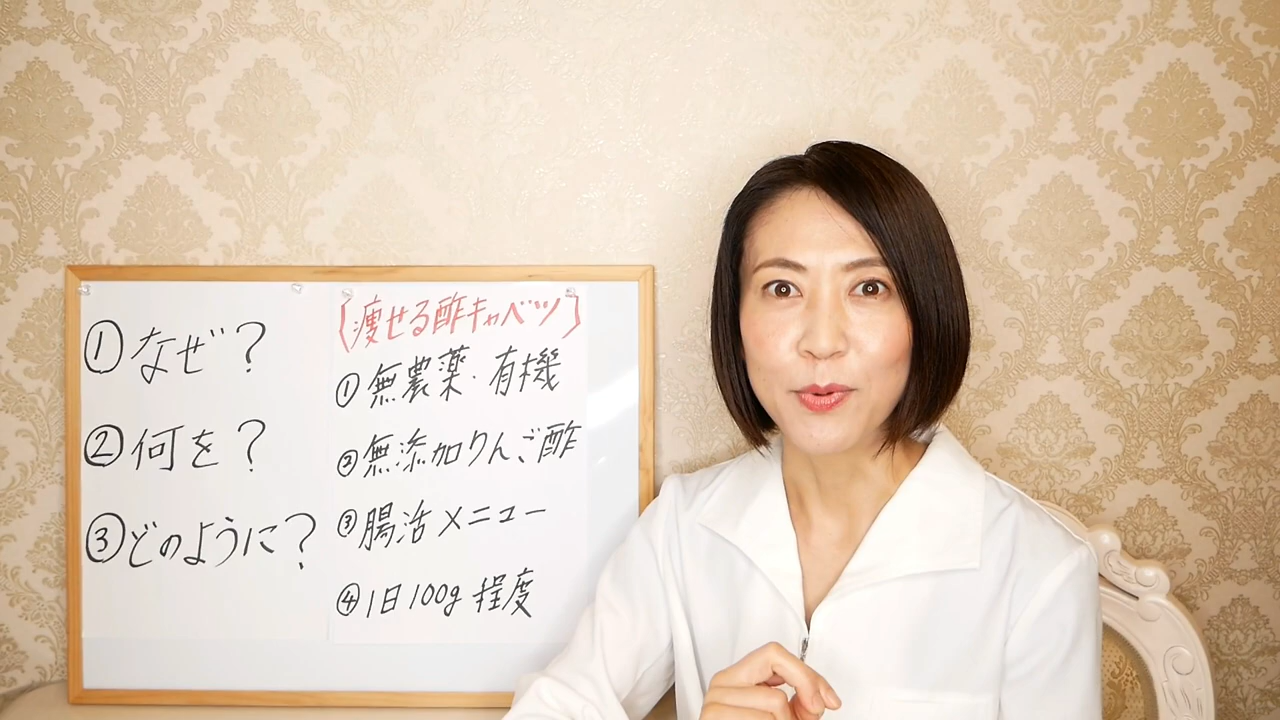 ①なぜ?
②何を?
③どのように?
[痩せる酢キャベツ]
①無農薬・有機
②無添加りんご酢
③腸活メニュー
④1日100g程度